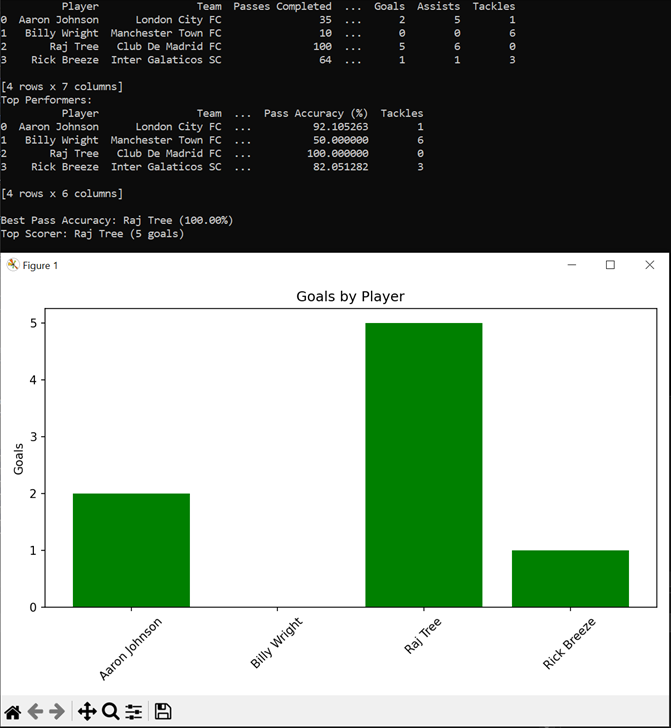 Player Team Passes Completed ... Goals Assists Tackles
0 Aaron Johnson London City FC 35 ... 2 5 1
1 Billy Wright Manchester Town FC 10 ... 0 0 6
2 Raj Tree Club De Madrid FC 100 ... 5 6 0
3 Rick Breeze Inter Galaticos SC 64 ... 1 1 3
[4 rows x 7 columns]
Top Performers:
Player Team ... Pass Accuracy (%) Tackles
0 Aaron Johnson London City FC ... 92.105263 1
1 Billy Wright Manchester Town FC ... 50.000000 6
2 Raj Tree Club De Madrid FC ... 100.000000 0
3 Rick Breeze Inter Galaticos SC ... 82.051282 3
[4 rows x 6 columns]
Best Pass Accuracy: Raj Tree (100.00%)
Top Scorer: Raj Tree (5 goals)
Figure 1
Goals by Player
5
4
3
2
1
0
Goals
Aaron Johnson
Billy Wright
Raj Tree
Rick Breeze